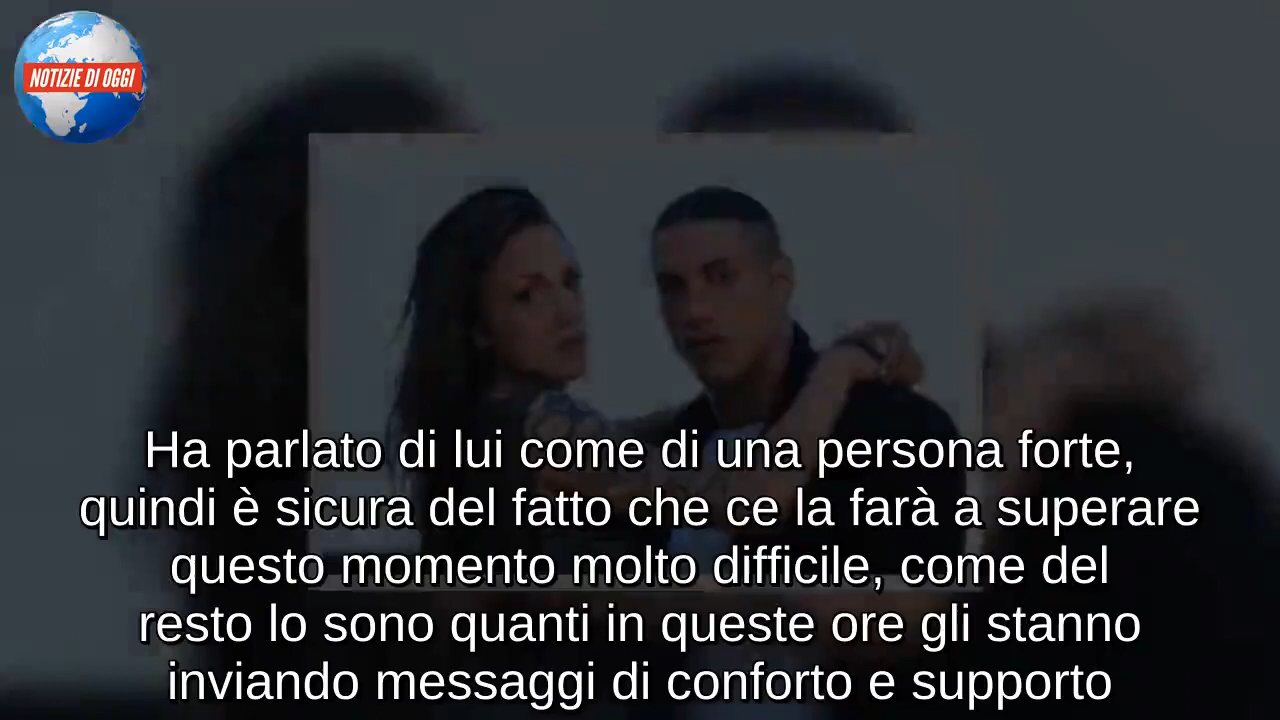 NOTIZIE DI OGGI
Ha parlato di lui come di una persona forte,
quindi è sicura del fatto che ce la farà a superare
questo momento molto difficile, come del
resto lo sono quanti in queste ore gli stanno
inviando messaggi di conforto e supporto